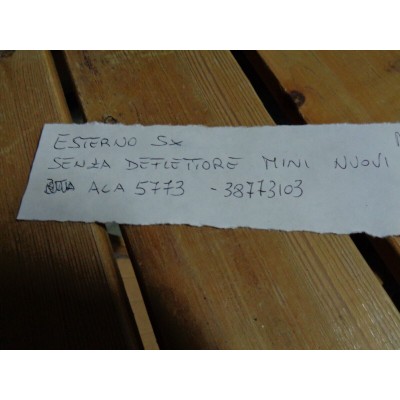 ESTERNO SX
SENZA DEFLETTORE MINI NUOVI
ACA 5773 - 38773103